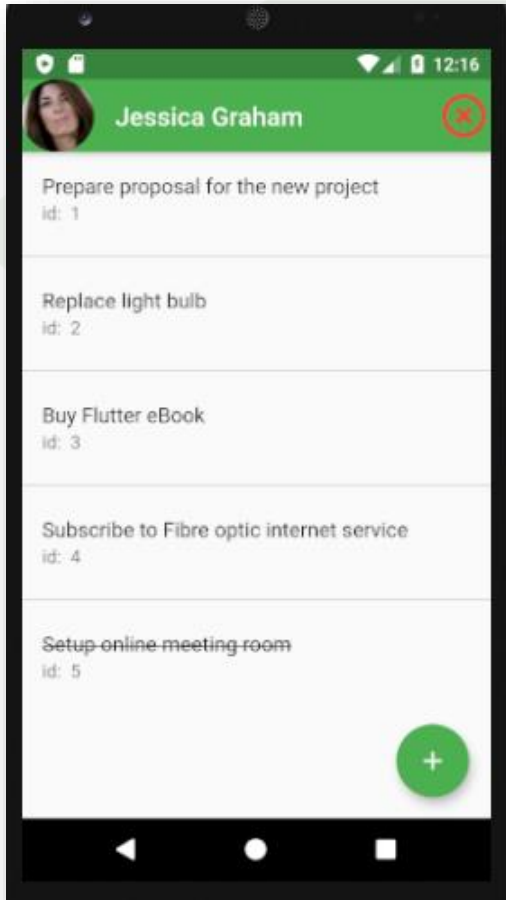 12:16
Jessica Graham
Prepare proposal for the new project
id: 1
Replace light bulb
id: 2
Buy Flutter eBook
id: 3
Subscribe to Fibre optic internet service
id: 4
Setup online meeting room
id: 5